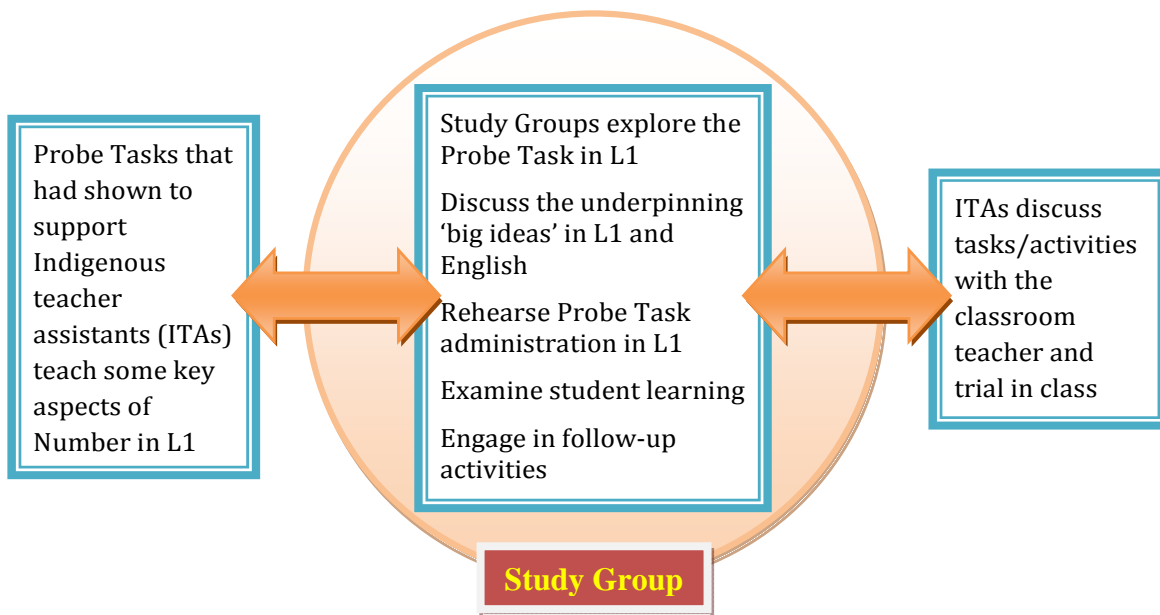 Probe Tasks that
had shown to
support
Indigenous
teacher
assistants (ITAs)
teach some key
aspects of
Number in L1
Study Groups explore the
Probe Task in L1
Discuss the underpinning
‘big ideas’ in L1 and
English
Rehearse Probe Task
administration in L1
Examine student learning
Engage in follow-up
activities
ITAs discuss
tasks/activities
with the
classroom
teacher and
trial in class
Study Group